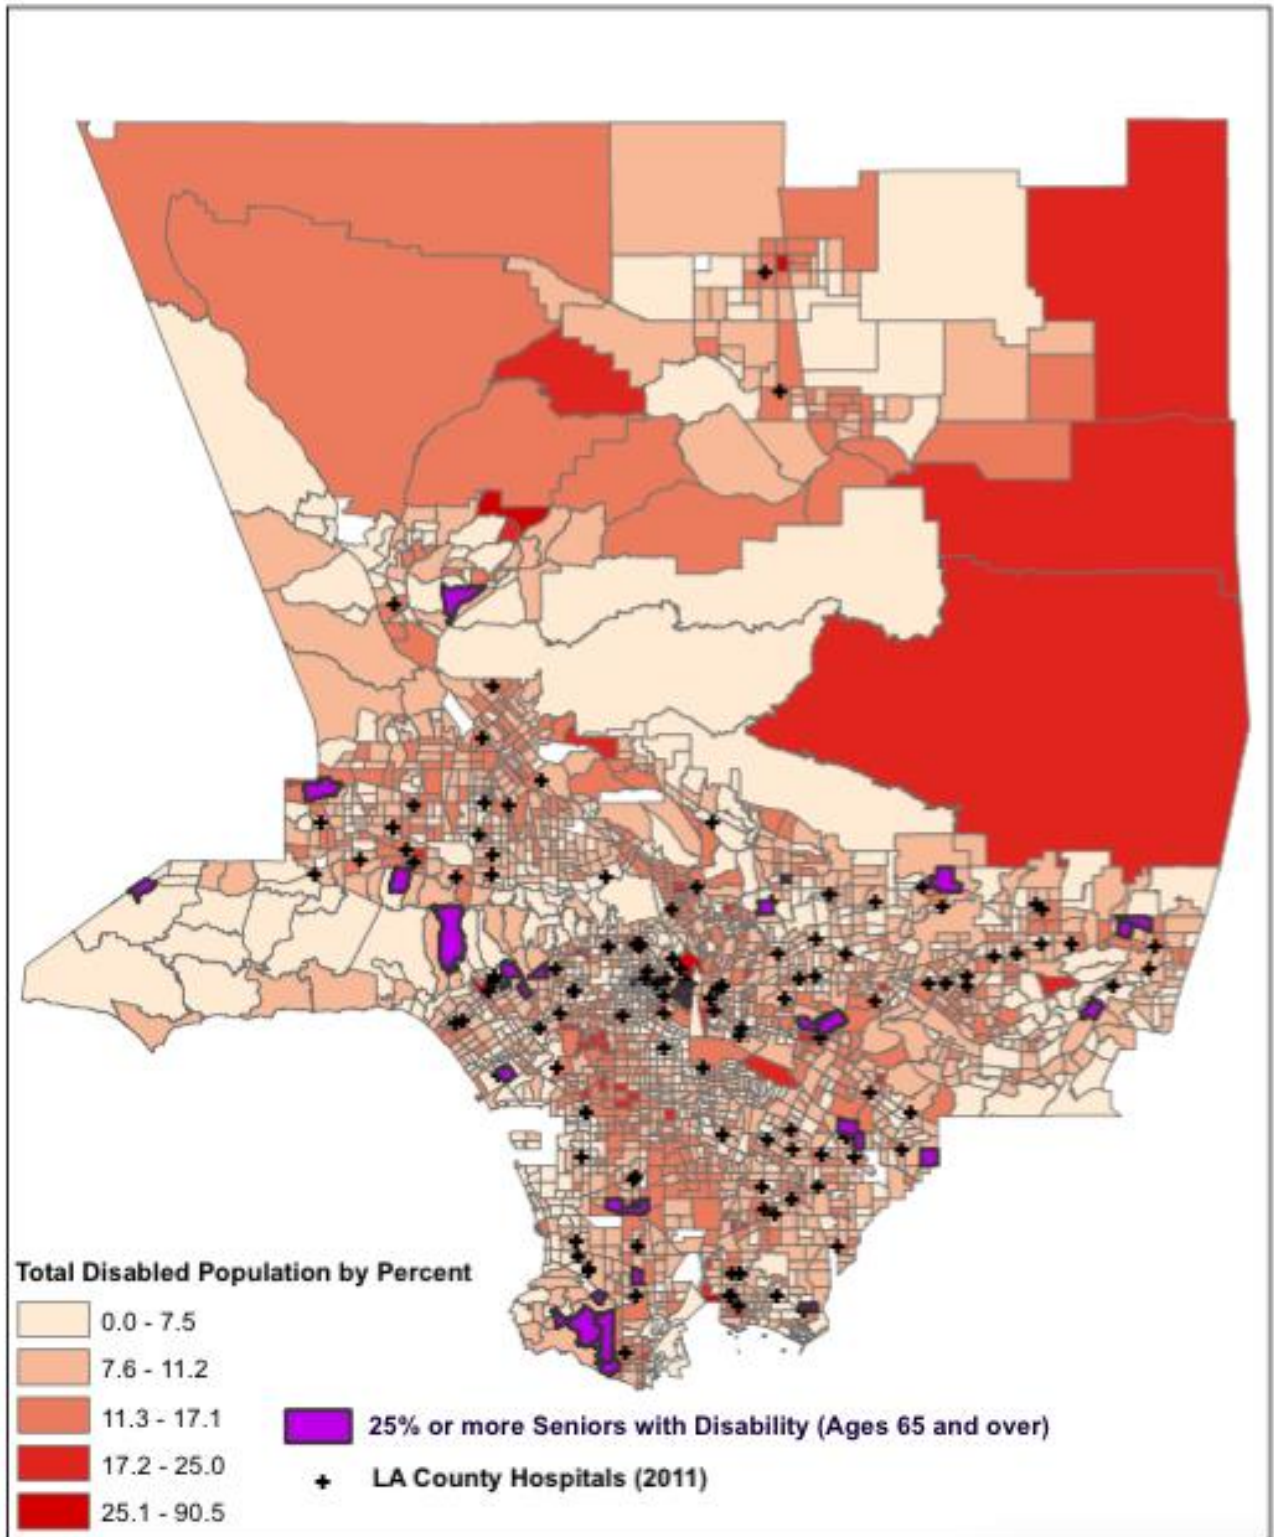 Total Disabled Population by Percent
0.0 - 7.5
7.6 - 11.2
11.3 - 17.1
17.2 - 25.0
25.1 - 90.5
25% or more Seniors with Disability (Ages 65 and over)
LA County Hospitals (2011)